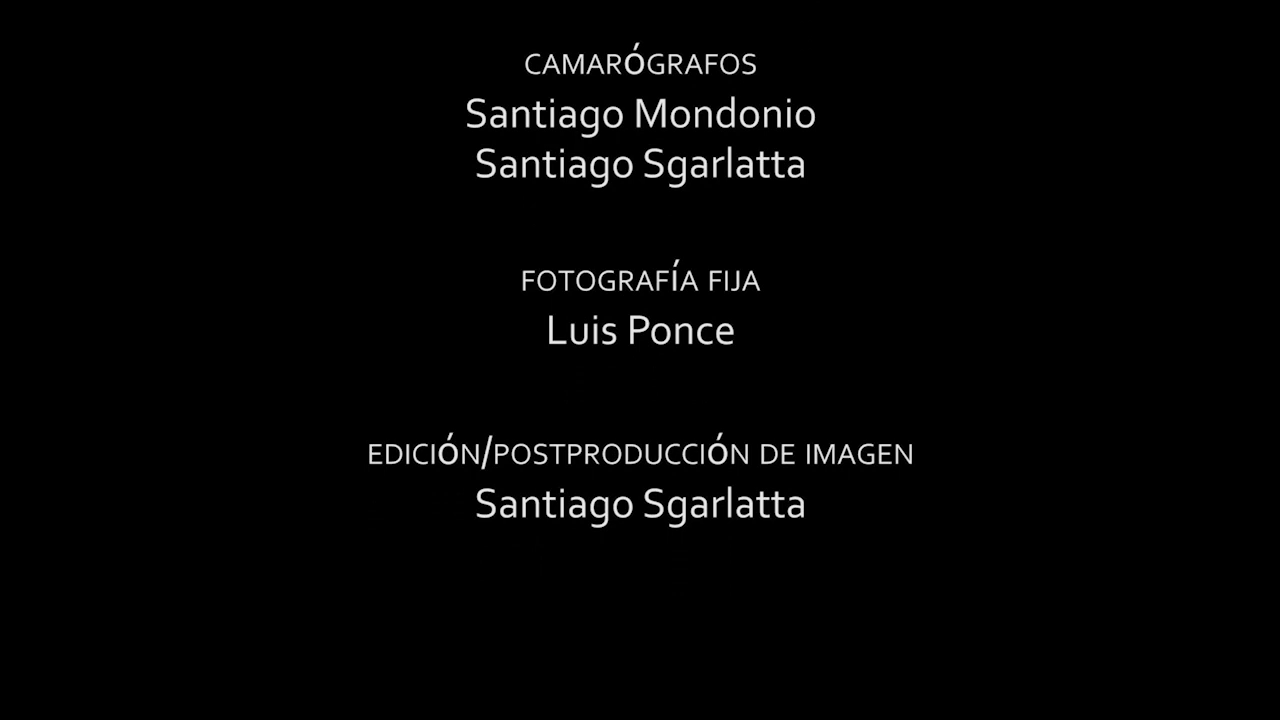 CAMARÓGRAFOS
Santiago Mondonio
Santiago Sgarlatta
FOTOGRAFÍA FIJA
Luis Ponce
EDICIÓN/POSTPRODUCCIÓN DE IMAGEN
Santiago Sgarlatta